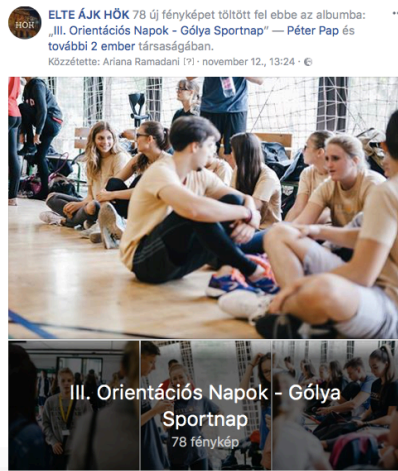 HÖK
ELTE ÁJK HÖK 78 új fényképet töltött fel ebbe az albumba:
„III. Orientációs Napok - Gólya Sportnap” — Péter Pap és
további 2 ember társaságában.
Közzétette: Ariana Ramadani [?] · november 12., 13:24 ·
III. Orientációs Napok - Gólya
Sportnap
78 fénykép